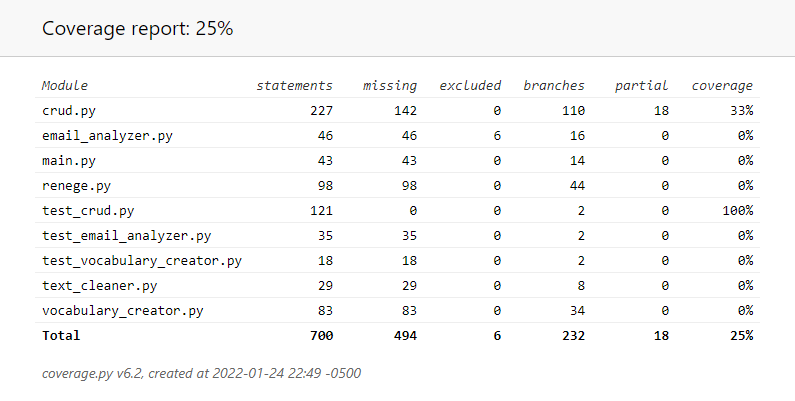 Coverage report: 25%
Module statements missing excluded branches partial coverage
crud.py 227 142 0 110 18 33%
email_analyzer.py 46 46 6 16 0 0%
main.py 43 43 0 14 0 0%
renege.py 98 98 0 44 0 0%
test_crud.py 121 0 0 2 0 100%
test_email_analyzer.py 35 35 0 2 0 0%
test_vocabulary_creator.py 18 18 0 2 0 0%
text_cleaner.py 29 29 0 8 0 0%
vocabulary_creator.py 83 83 0 34 0 0%
Total 700 494 6 232 18 25%
coverage.py v6.2, created at 2022-01-24 22:49 -0500